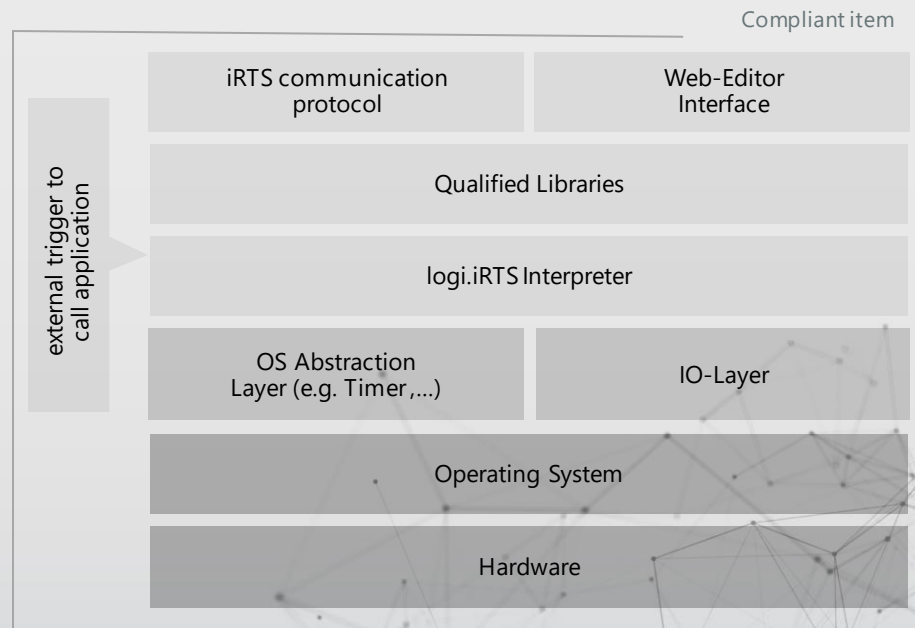 Compliant item
iRTS communication
protocol
Web-Editor
Interface
external trigger to
call application
Qualified Libraries
logi.iRTS Interpreter
OS Abstraction
Layer (e.g. Timer,...)
IO-Layer
Operating System
Hardware